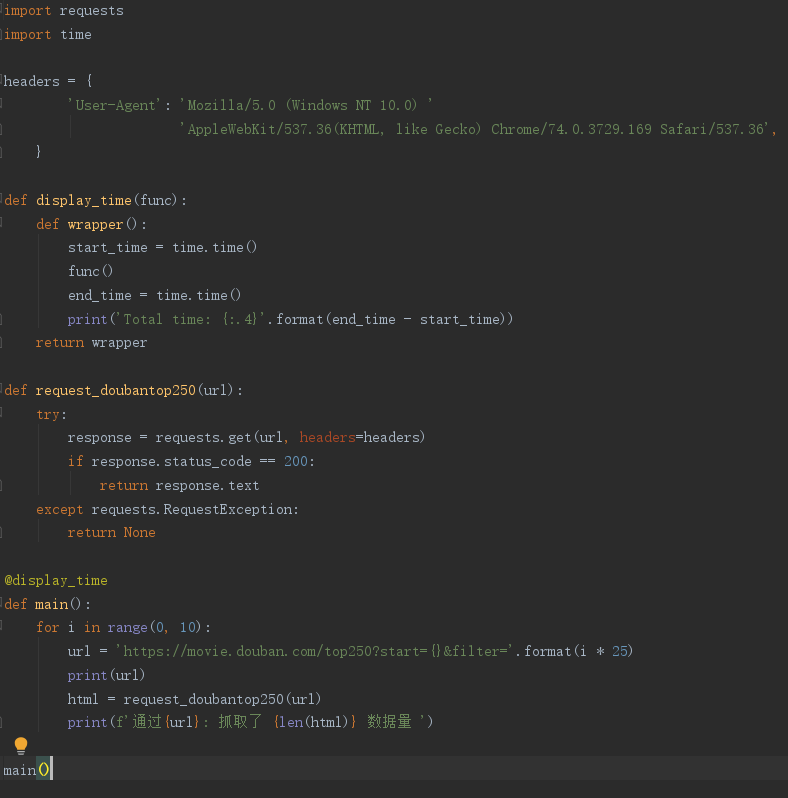 import requests
import time
headers = {
        'User-Agent': 'Mozilla/5.0 (Windows NT 10.0) '
                      'AppleWebKit/537.36(KHTML, like Gecko) Chrome/74.0.3729.169 Safari/537.36',
    }
def display_time(func):
    def wrapper():
        start_time = time.time()
        func()
        end_time = time.time()
        print('Total time: {:.4}'.format(end_time - start_time))
    return wrapper
def request_doubantop250(url):
    try:
        response = requests.get(url, headers=headers)
        if response.status_code == 200:
            return response.text
    except requests.RequestException:
        return None
@display_time
def main():
    for i in range(0, 10):
        url = 'https://movie.douban.com/top250?start={}&filter='.format(i * 25)
        print(url)
        html = request_doubantop250(url)
        print(f'通过{url}: 抓取了 {len(html)} 数据量 ')
main()